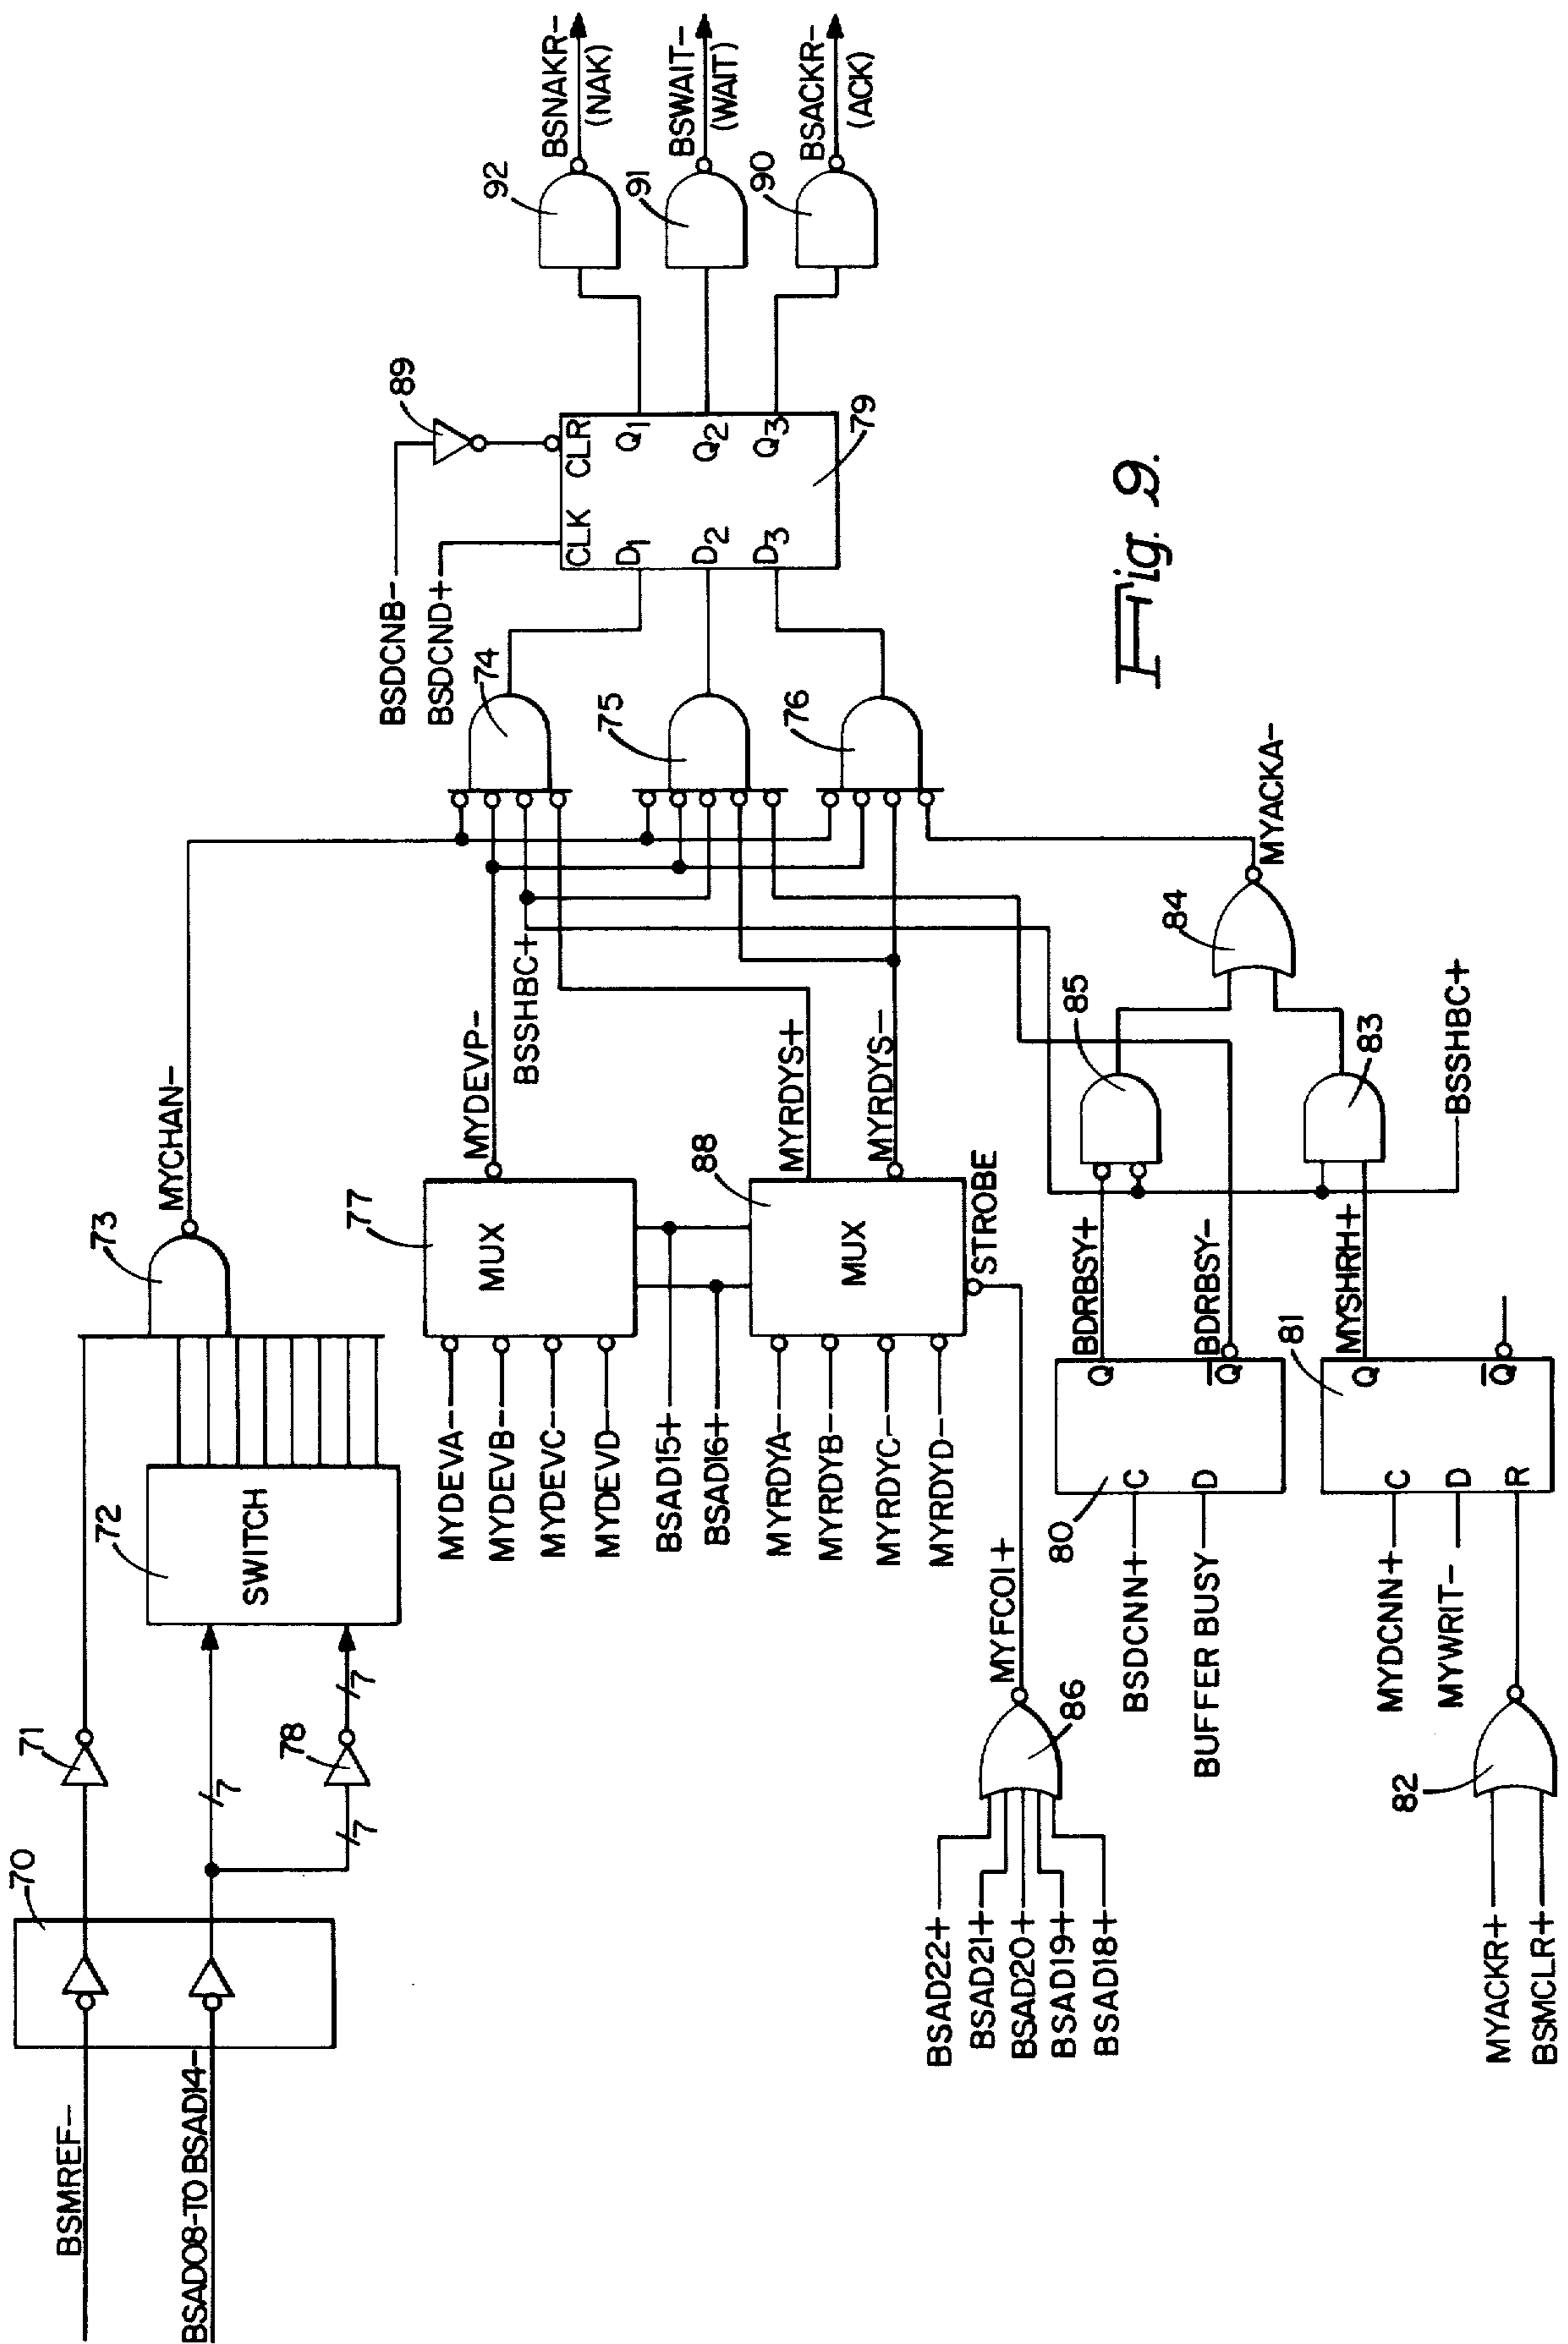 BSMREF-
BSAD08-TO BSAD14-
70
71
78
7
7
7
72
SWITCH
73
MYCHAN-
MYDEVA-
MYDEVB-
MYDEVC-
MYDEVD-
BSAD15+
BSAD16+
MYRDYA-
MYRDYB-
MYRDYC-
MYRDYD-
77
MUX
88
MUX
STROBE
MYDEVP-
BSSHBC+
MYRDYS+
MYRDYS-
BSAD22+
BSAD21+
BSAD20+
BSAD19+
BSAD18+
86
MYFC01+
BSDCNN+
BUFFER BUSY
80
C
D
Q
Q
BDRBSY+
BDRBSY-
MYDCNN+
MYWRIT-
81
C
D
R
Q
Q
MYSHRH+
MYACKR+
BSMCLR+
82
85
83
BSSHBC+
84
MYACKA-
74
75
76
BSDCNB-
BSDCND+
89
CLK
CLR
D1
D2
D3
Q1
Q2
Q3
79
92
91
90
BSNAKR-
(NAK)
BSWAIT-
(WAIT)
BSACKR-
(ACK)
Fig. 9.